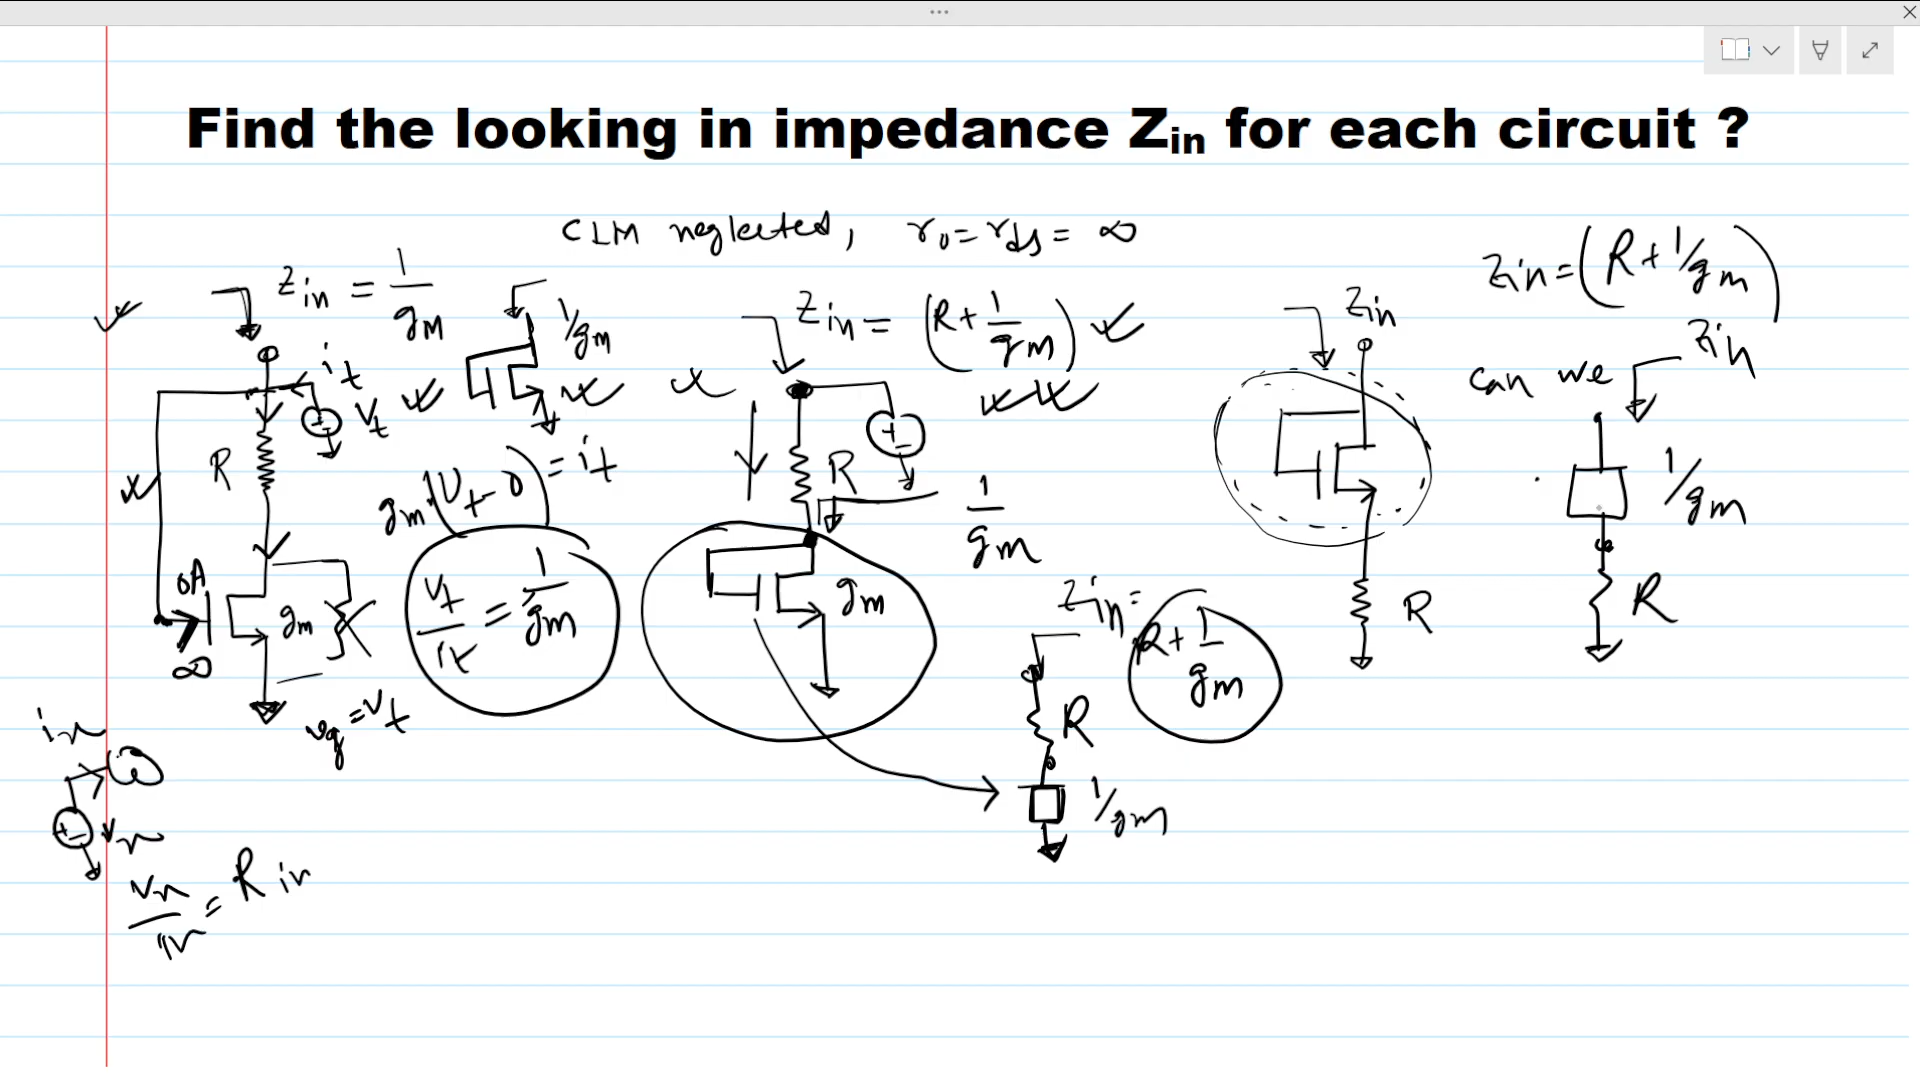 Find the looking in impedance Zin for each circuit ?
CLM neglected, ro = rds = ∞
Zin = 1/gm
1/gm
it
Vt
R
gm(Vt - 0) = it
0A
∞
gm
Vt/it = 1/gm
vg = vt
in
vn
vn/in = Rin
Zin = (R + 1/gm)
R
1/gm
gm
Zin = R + 1/gm
R
1/gm
Zin
R
Zin = (R + 1/gm)
can we
Zin
1/gm
R